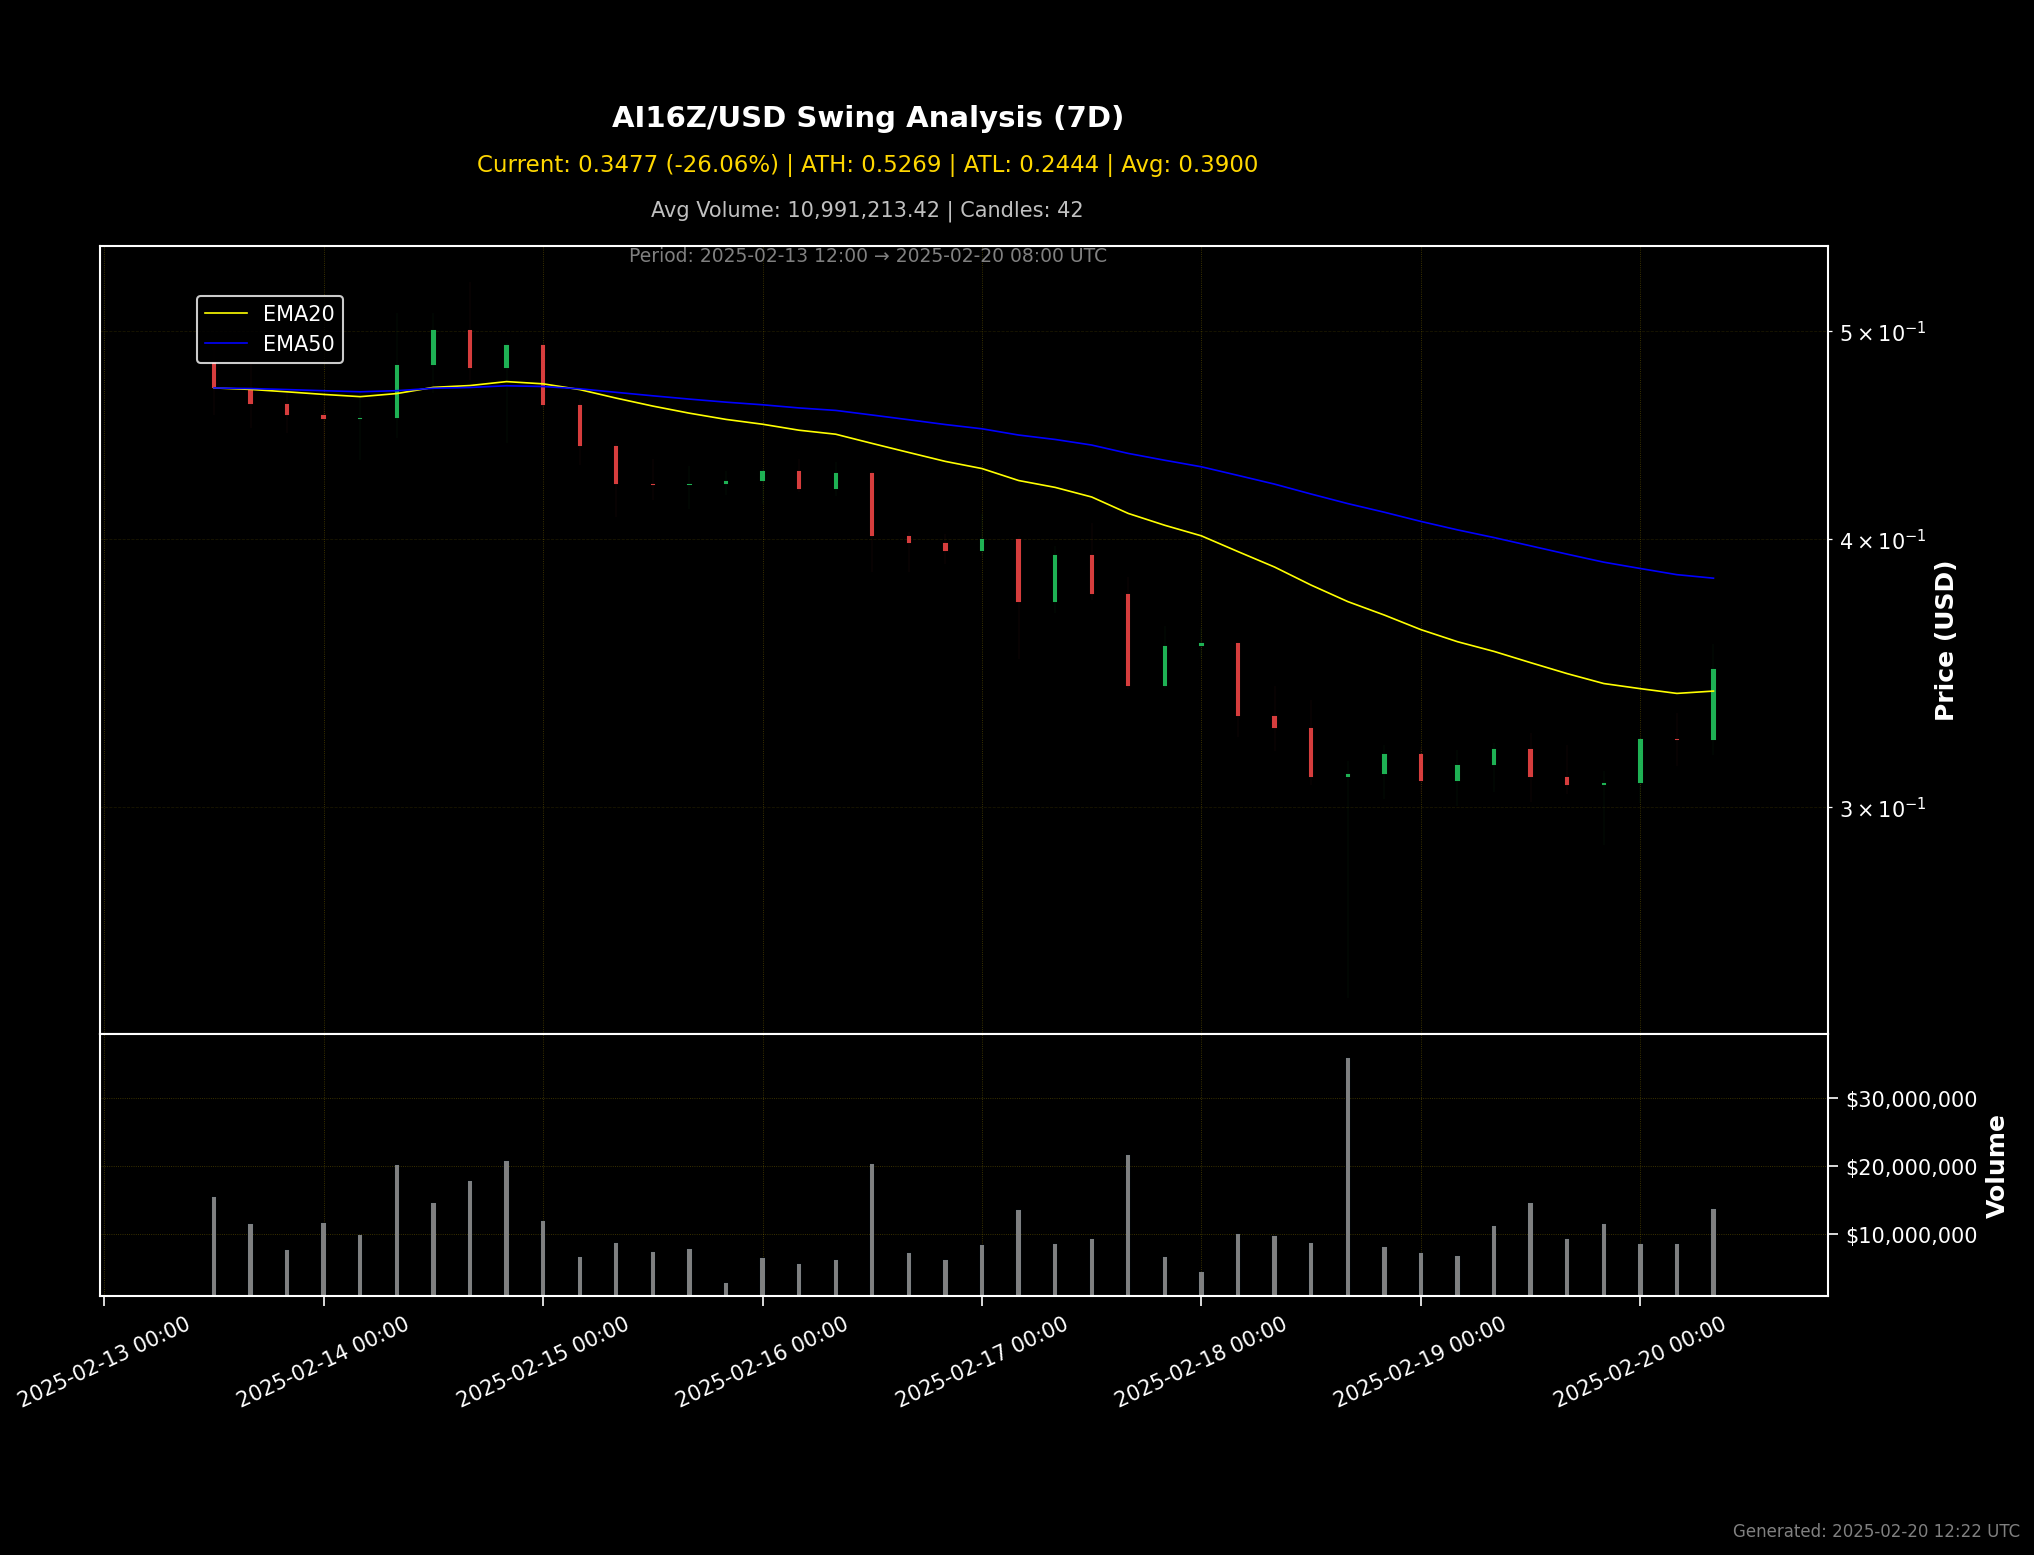 AI16Z/USD Swing Analysis (7D)
Current: 0.3477 (-26.06%) | ATH: 0.5269 | ATL: 0.2444 | Avg: 0.3900
Avg Volume: 10,991,213.42 | Candles: 42
Period: 2025-02-13 12:00 → 2025-02-20 08:00 UTC
EMA20
EMA50
5 × 10⁻¹
4 × 10⁻¹
3 × 10⁻¹
Price (USD)
$30,000,000
$20,000,000
$10,000,000
Volume
2025-02-13 00:00
2025-02-14 00:00
2025-02-15 00:00
2025-02-16 00:00
2025-02-17 00:00
2025-02-18 00:00
2025-02-19 00:00
2025-02-20 00:00
Generated: 2025-02-20 12:22 UTC